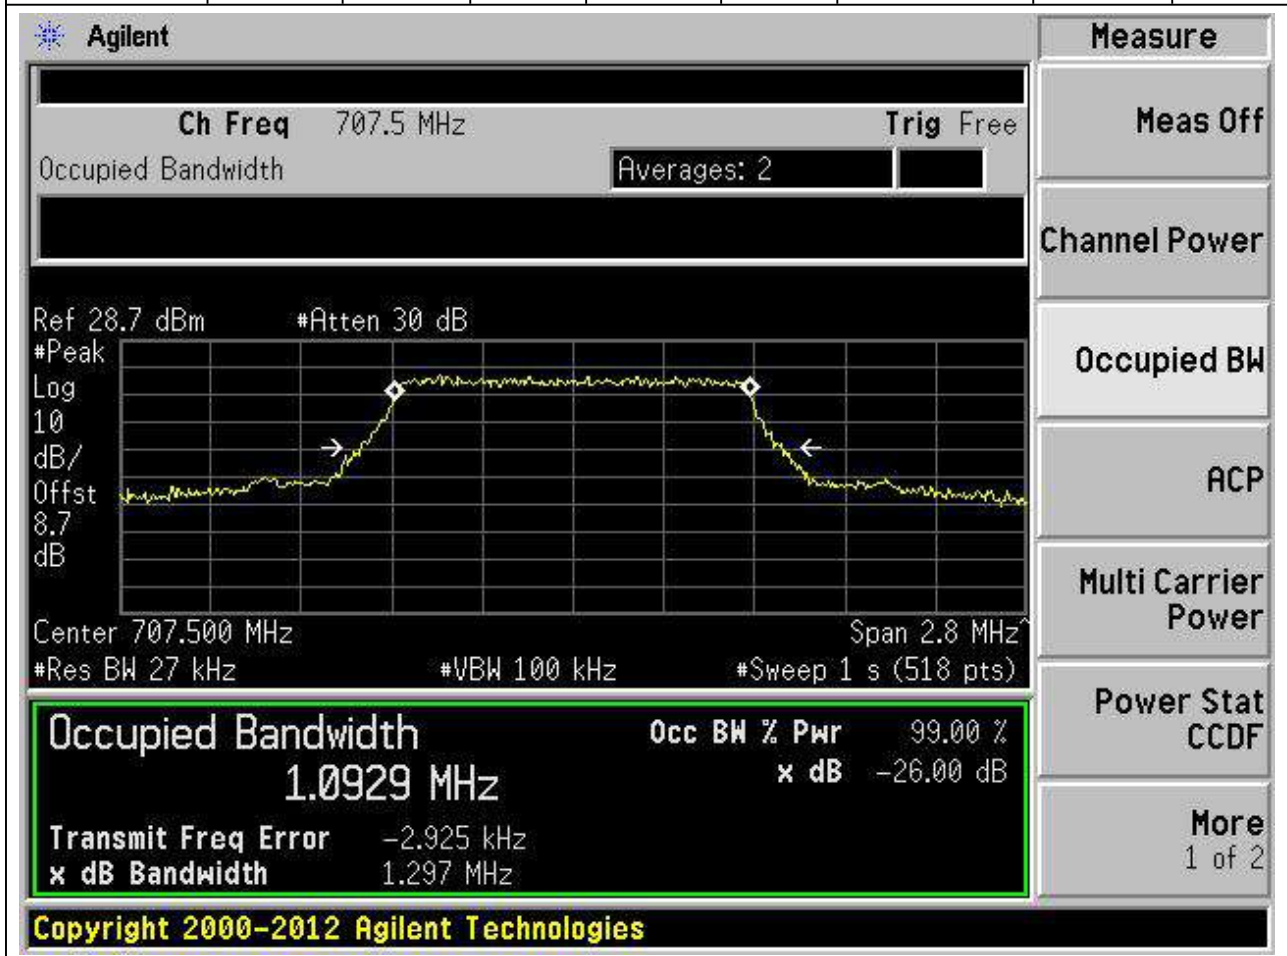 Agilent
Measure
Ch Freq 707.5 MHz Trig Free
Meas Off
Occupied Bandwidth Averages: 2
Channel Power
Ref 28.7 dBm #Atten 30 dB
#Peak
Log
10
dB/
Offst
8.7
dB
Occupied BW
ACP
Multi Carrier
Power
Center 707.500 MHz Span 2.8 MHz^
#Res BW 27 kHz #VBW 100 kHz #Sweep 1 s (518 pts)
Power Stat
CCDF
Occupied Bandwidth Occ BW % Pwr 99.00 %
1.0929 MHz x dB -26.00 dB
Transmit Freq Error -2.925 kHz
x dB Bandwidth 1.297 MHz
More
1 of 2
Copyright 2000-2012 Agilent Technologies